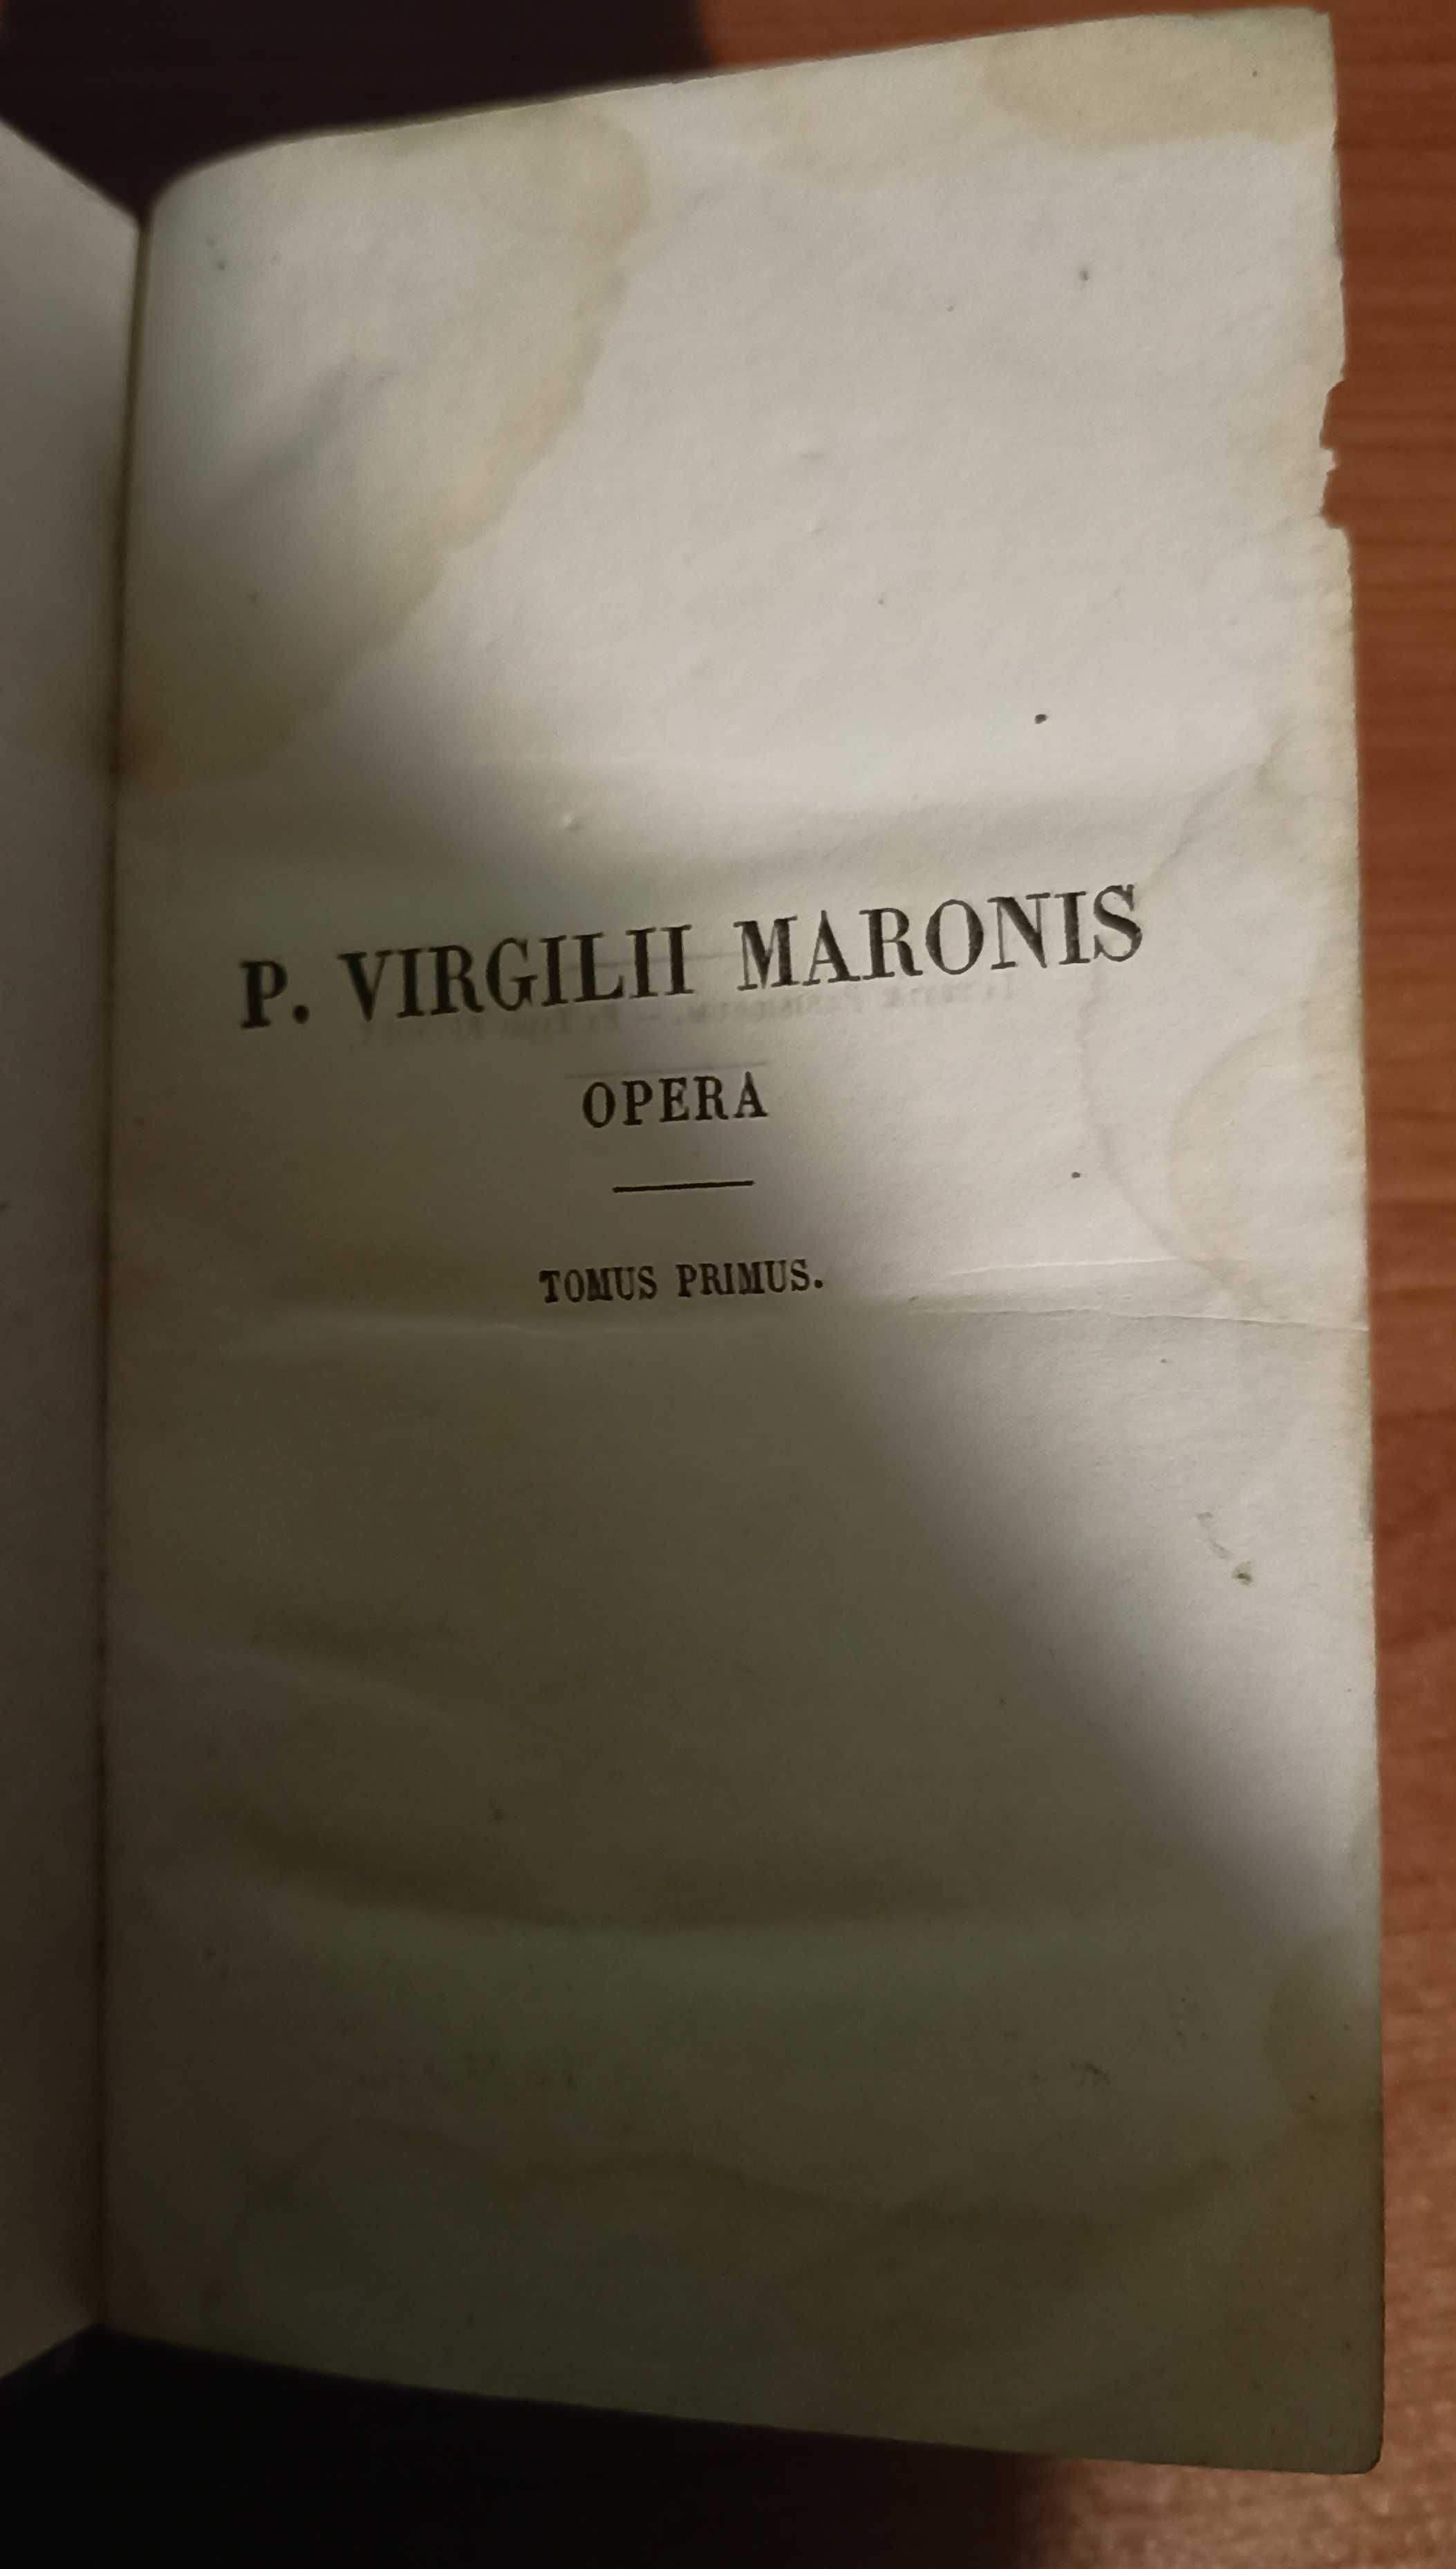 P. VIRGILII MARONIS
OPERA
TOMUS PRIMUS.